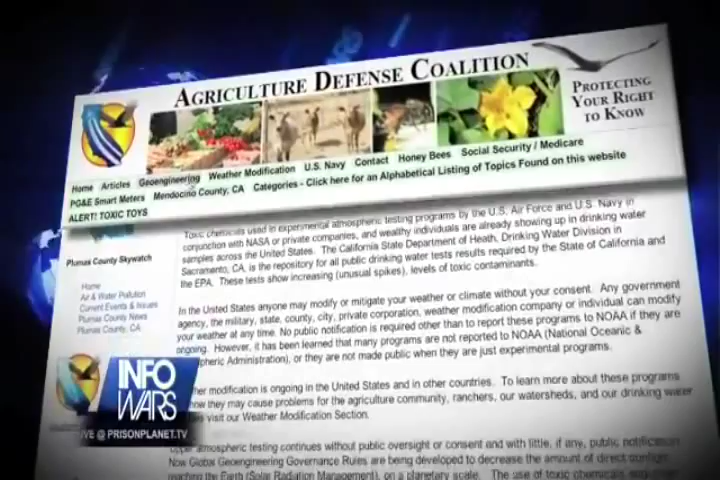 AGRICULTURE DEFENSE COALITION
PROTECTING
YOUR RIGHT
TO KNOW
Home Articles Geoengineering Weather Modification U.S. Navy Contact Honey Bees Social Security / Medicare
PG&E Smart Meters Mendocino County, CA Categories - Click here for an Alphabetical Listing of Topics Found on this website
ALERT! TOXIC TOYS
Plumas County Skywatch
Home
Air & Water Pollution
Current Events & Issues
Plumas County News
Plumas County, CA
Toxic chemicals used in experimental atmospheric testing programs by the U.S. Air Force and U.S. Navy in
conjunction with NASA or private companies, and wealthy individuals are already showing up in drinking water
samples across the United States. The California State Department of Heath, Drinking Water Division in
Sacramento, CA, is the repository for all public drinking water tests results required by the State of California and
the EPA. These tests show increasing (unusual spikes), levels of toxic contaminants.
In the United States anyone may modify or mitigate your weather or climate without your consent. Any government
agency, the military, state, county, city, private corporation, weather modification company or individual can modify
your weather at any time. No public notification is required other than to report these programs to NOAA if they are
ongoing. However, it has been learned that many programs are not reported to NOAA (National Oceanic &
spheric Administration), or they are not made public when they are just experimental programs.
her modification is ongoing in the United States and in other countries. To learn more about these programs
how they may cause problems for the agriculture community, ranchers, our watersheds, and our drinking water
visit our Weather Modification Section.
Upper atmospheric testing continues without public oversight or consent and with little, if any, public notification
Now Global Geoengineering Governance Rules are being developed to decrease the amount of direct sunlight
reaching the Earth (Solar Radiation Management), on a planetary scale. The use of toxic chemicals
INFO
WARS
LIVE @ PRISONPLANET.TV